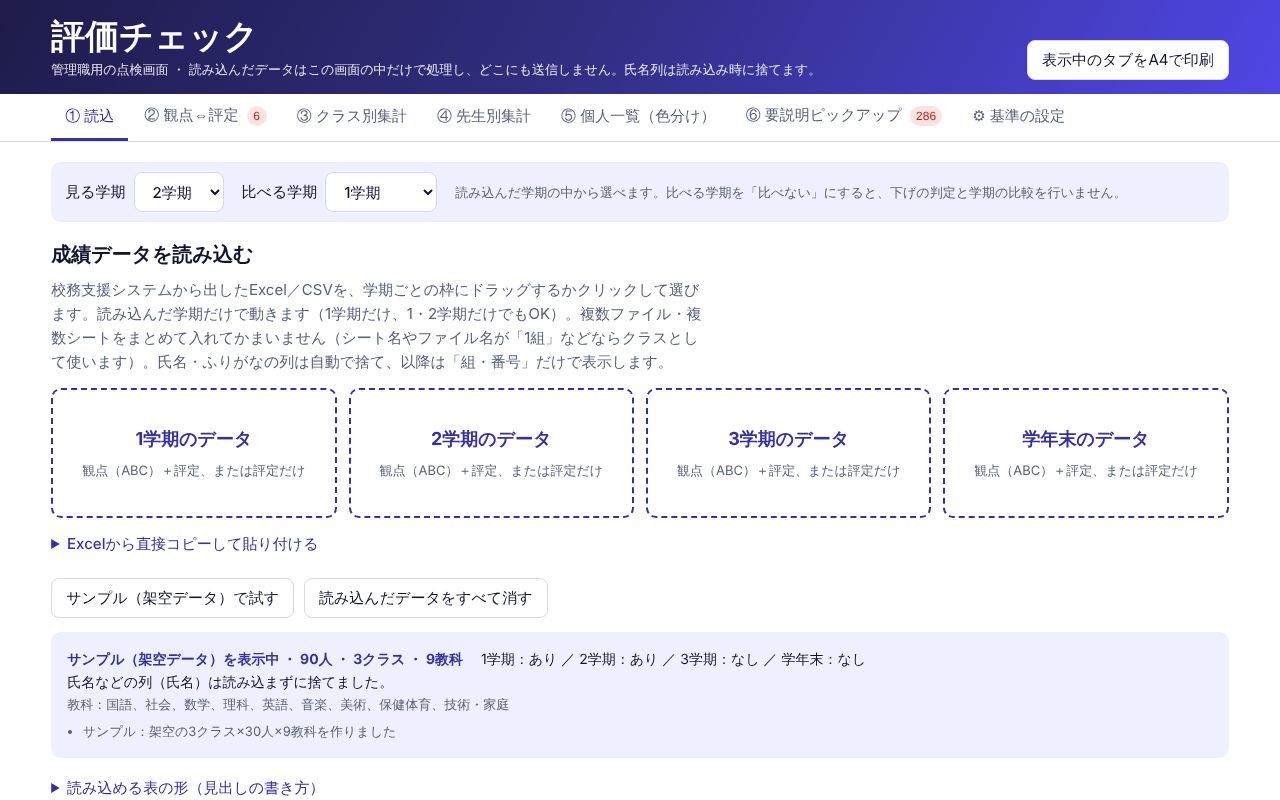 評価チェック
管理職用の点検画面 ・ 読み込んだデータはこの画面の中だけで処理し、どこにも送信しません。氏名列は読み込み時に捨てます。
表示中のタブをA4で印刷
① 読込
② 観点⇔評定 6
③ クラス別集計
④ 先生別集計
⑤ 個人一覧（色分け）
⑥ 要説明ピックアップ 286
⚙ 基準の設定
見る学期 2学期 比べる学期 1学期 読み込んだ学期の中から選べます。比べる学期を「比べない」にすると、下げの判定と学期の比較を行いません。
成績データを読み込む
校務支援システムから出したExcel／CSVを、学期ごとの枠にドラッグするかクリックして選び
ます。読み込んだ学期だけで動きます（1学期だけ、1・2学期だけでもOK）。複数ファイル・複
数シートをまとめて入れてかまいません（シート名やファイル名が「1組」などならクラスとし
て使います）。氏名・ふりがなの列は自動で捨て、以降は「組・番号」だけで表示します。
1学期のデータ
観点（ABC）＋評定、または評定だけ
2学期のデータ
観点（ABC）＋評定、または評定だけ
3学期のデータ
観点（ABC）＋評定、または評定だけ
学年末のデータ
観点（ABC）＋評定、または評定だけ
▶ Excelから直接コピーして貼り付ける
サンプル（架空データ）で試す
読み込んだデータをすべて消す
サンプル（架空データ）を表示中 ・ 90人 ・ 3クラス ・ 9教科 1学期：あり ／ 2学期：あり ／ 3学期：なし ／ 学年末：なし
氏名などの列（氏名）は読み込まずに捨てました。
教科：国語、社会、数学、理科、英語、音楽、美術、保健体育、技術・家庭
• サンプル：架空の3クラス×30人×9教科を作りました
▶ 読み込める表の形（見出しの書き方）